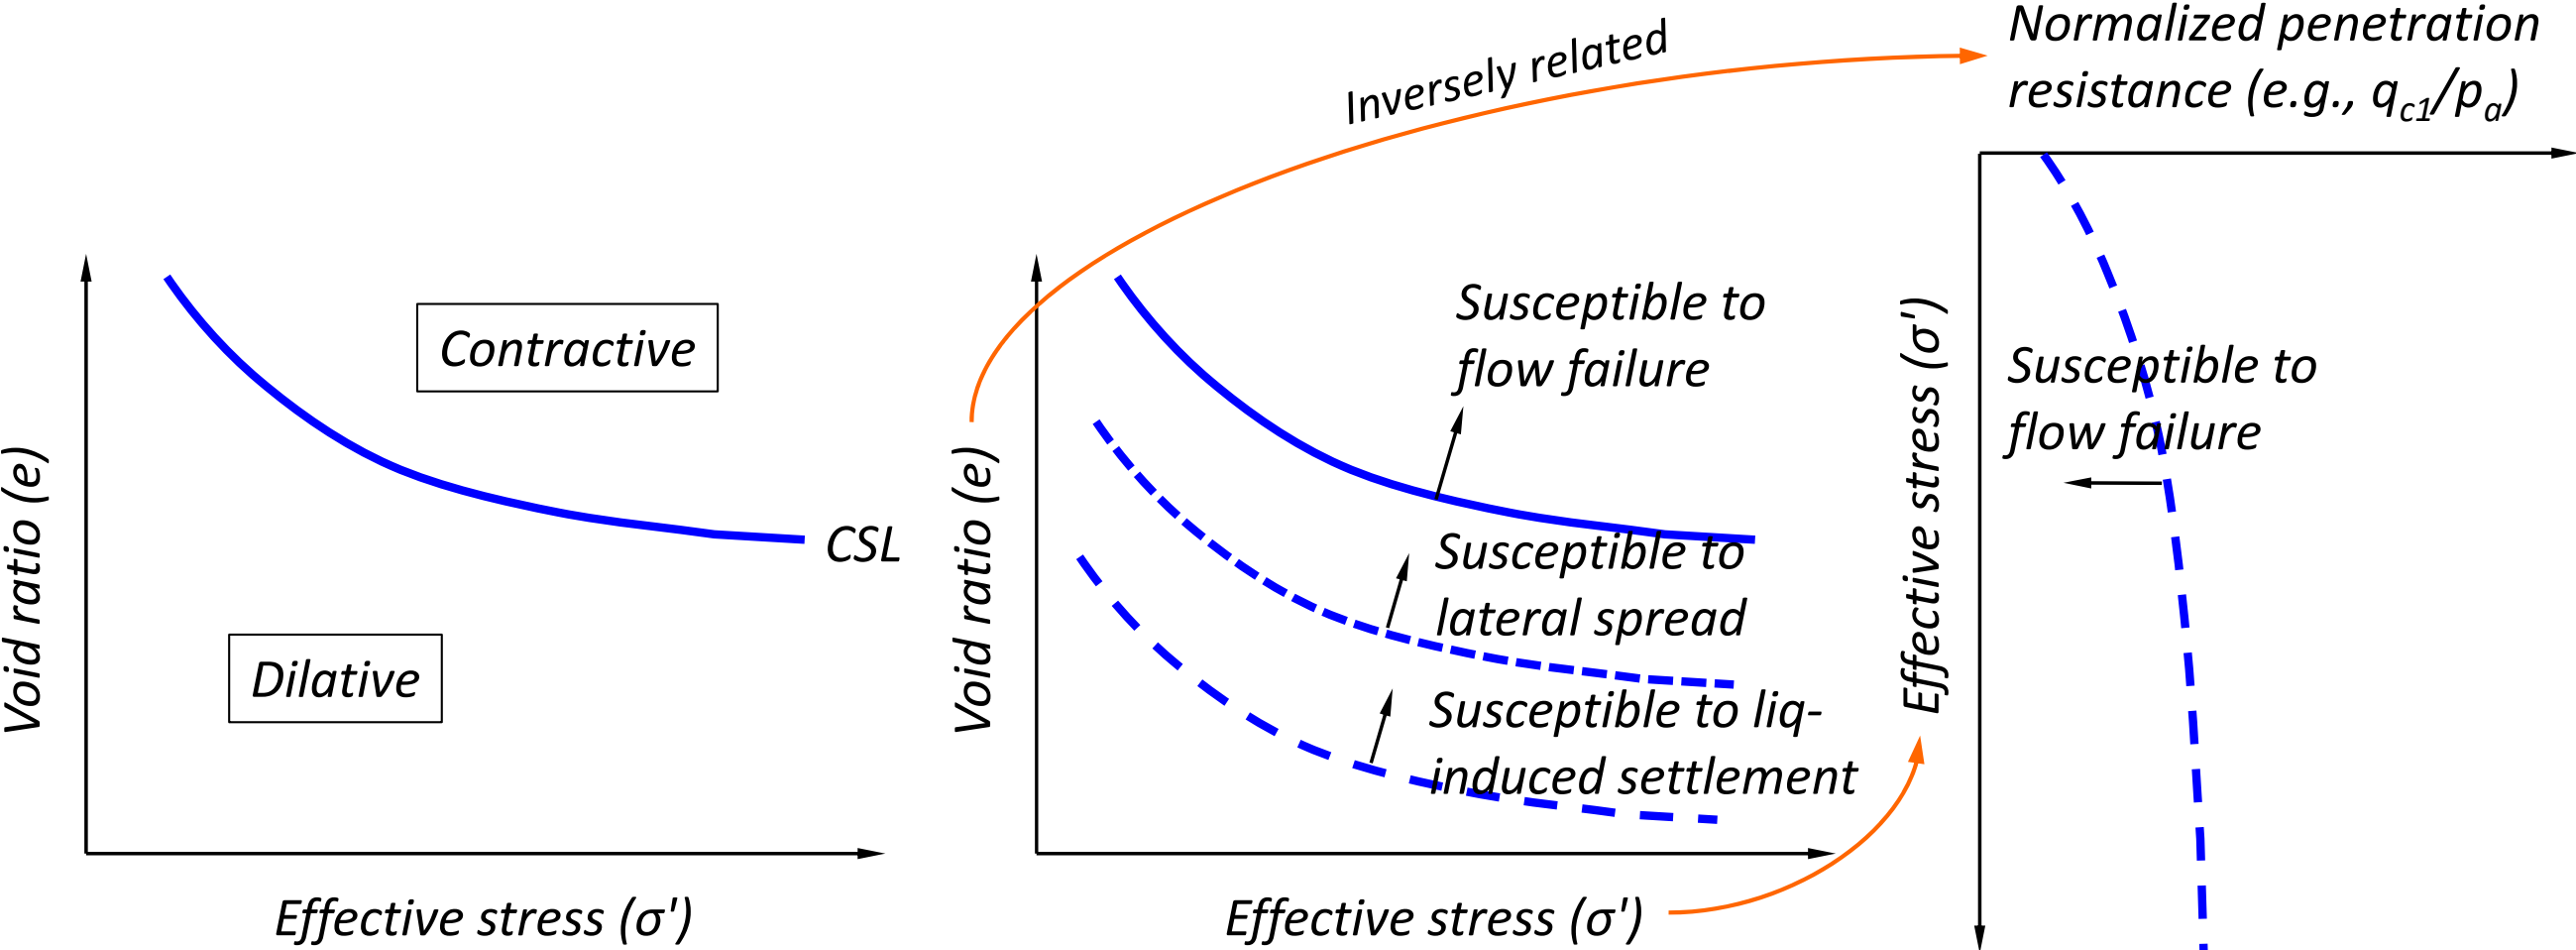 Void ratio (e)
Contractive
Dilative
CSL
Effective stress (σ')
Inversely related
Void ratio (e)
Susceptible to
flow failure
Susceptible to
lateral spread
Susceptible to liq-
induced settlement
Effective stress (σ')
Normalized penetration
resistance (e.g., qc1/pa)
Effective stress (σ')
Susceptible to
flow failure